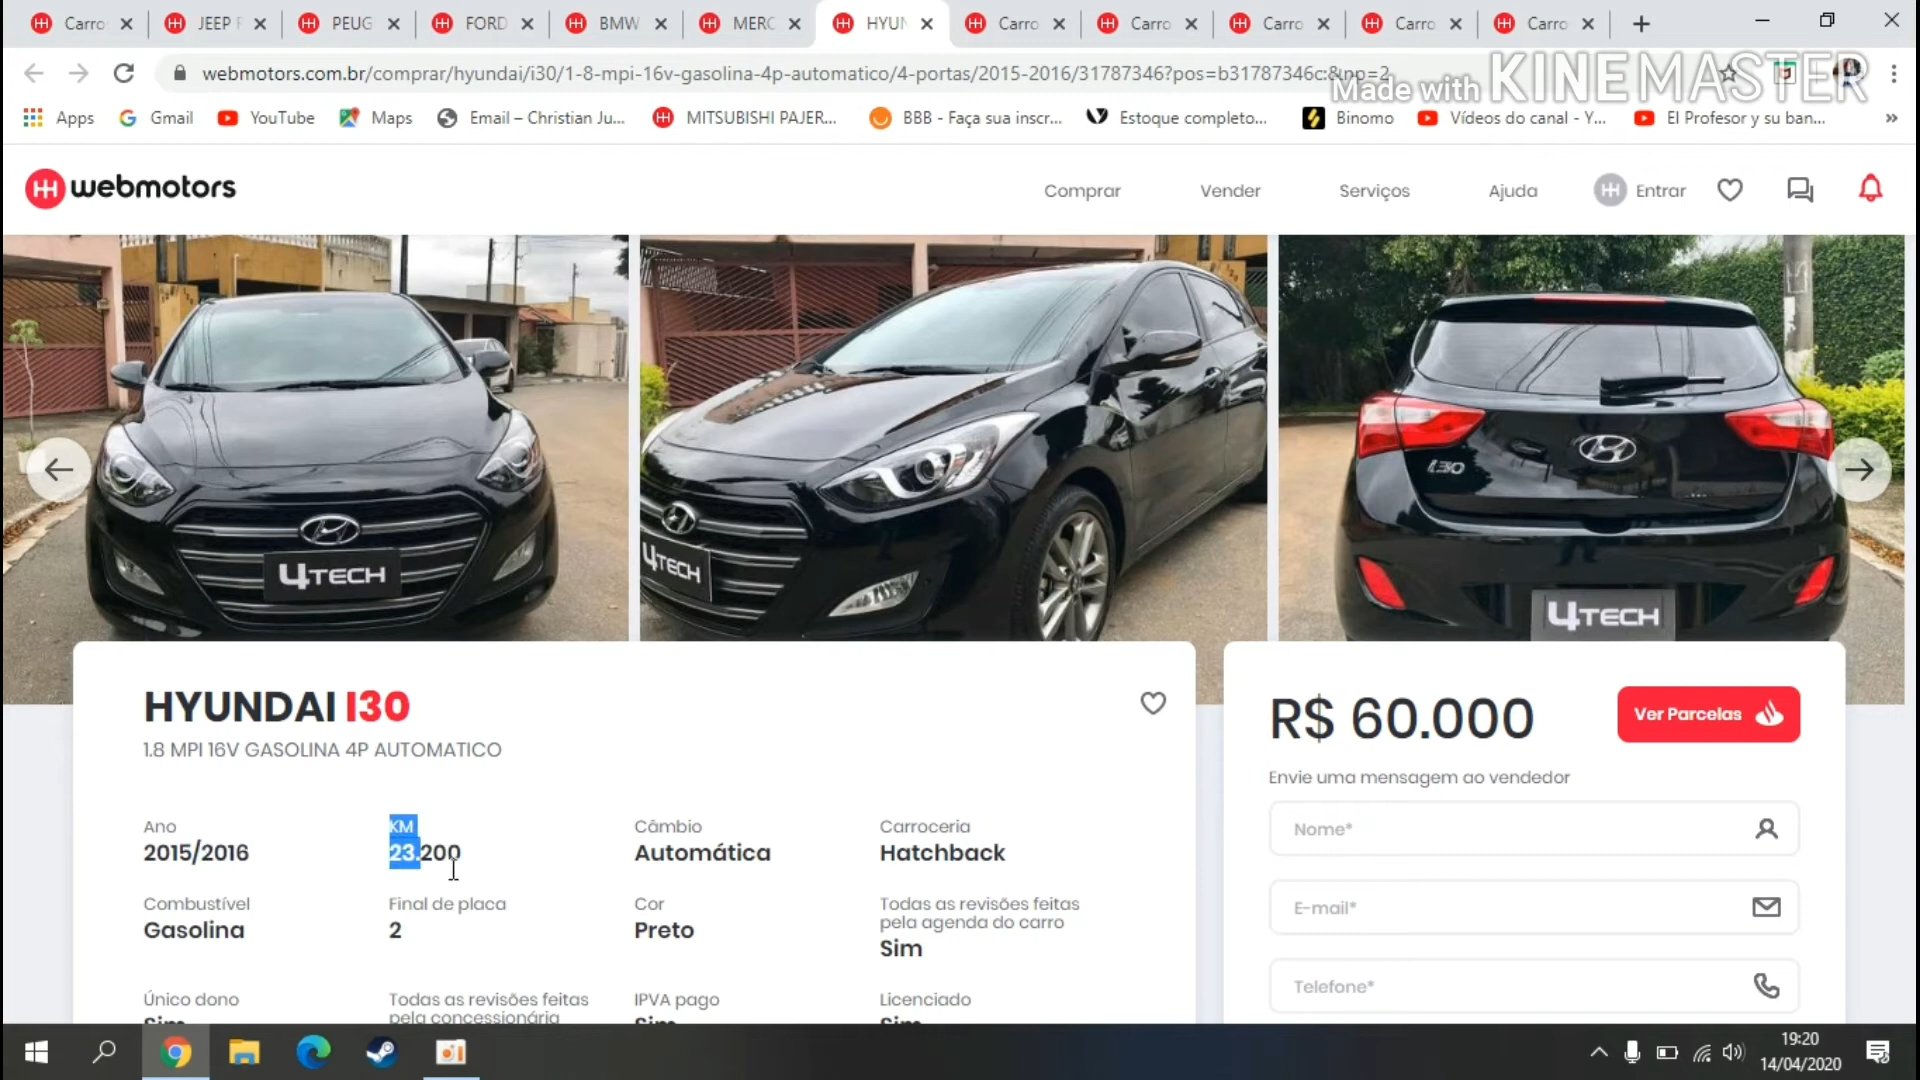 Carro
JEEP
PEUG
FORD
BMW
MERC
HYUN
Carro
Carro
Carro
Carro
Carro
webmotors.com.br/comprar/hyundai/i30/1-8-mpi-16v-gasolina-4p-automatico/4-portas/2015-2016/31787346?pos=b31787346c:&np=2
Made with KINEMASTER
Apps
Gmail
YouTube
Maps
Email – Christian Ju...
MITSUBISHI PAJER...
BBB - Faça sua inscr...
Estoque completo...
Binomo
Vídeos do canal - Y...
El Profesor y su ban...
»
webmotors
Comprar
Vender
Serviços
Ajuda
Entrar
4TECH
4TECH
i30
4TECH
HYUNDAI I30
1.8 MPI 16V GASOLINA 4P AUTOMATICO
R$ 60.000
Ver Parcelas
Envie uma mensagem ao vendedor
Nome*
E-mail*
Telefone*
Ano
2015/2016
KM
23.200
Câmbio
Automática
Carroceria
Hatchback
Combustível
Gasolina
Final de placa
2
Cor
Preto
Todas as revisões feitas
pela agenda do carro
Sim
Único dono
Sim
Todas as revisões feitas
pela concessionária
IPVA pago
Sim
Licenciado
Sim
19:20
14/04/2020